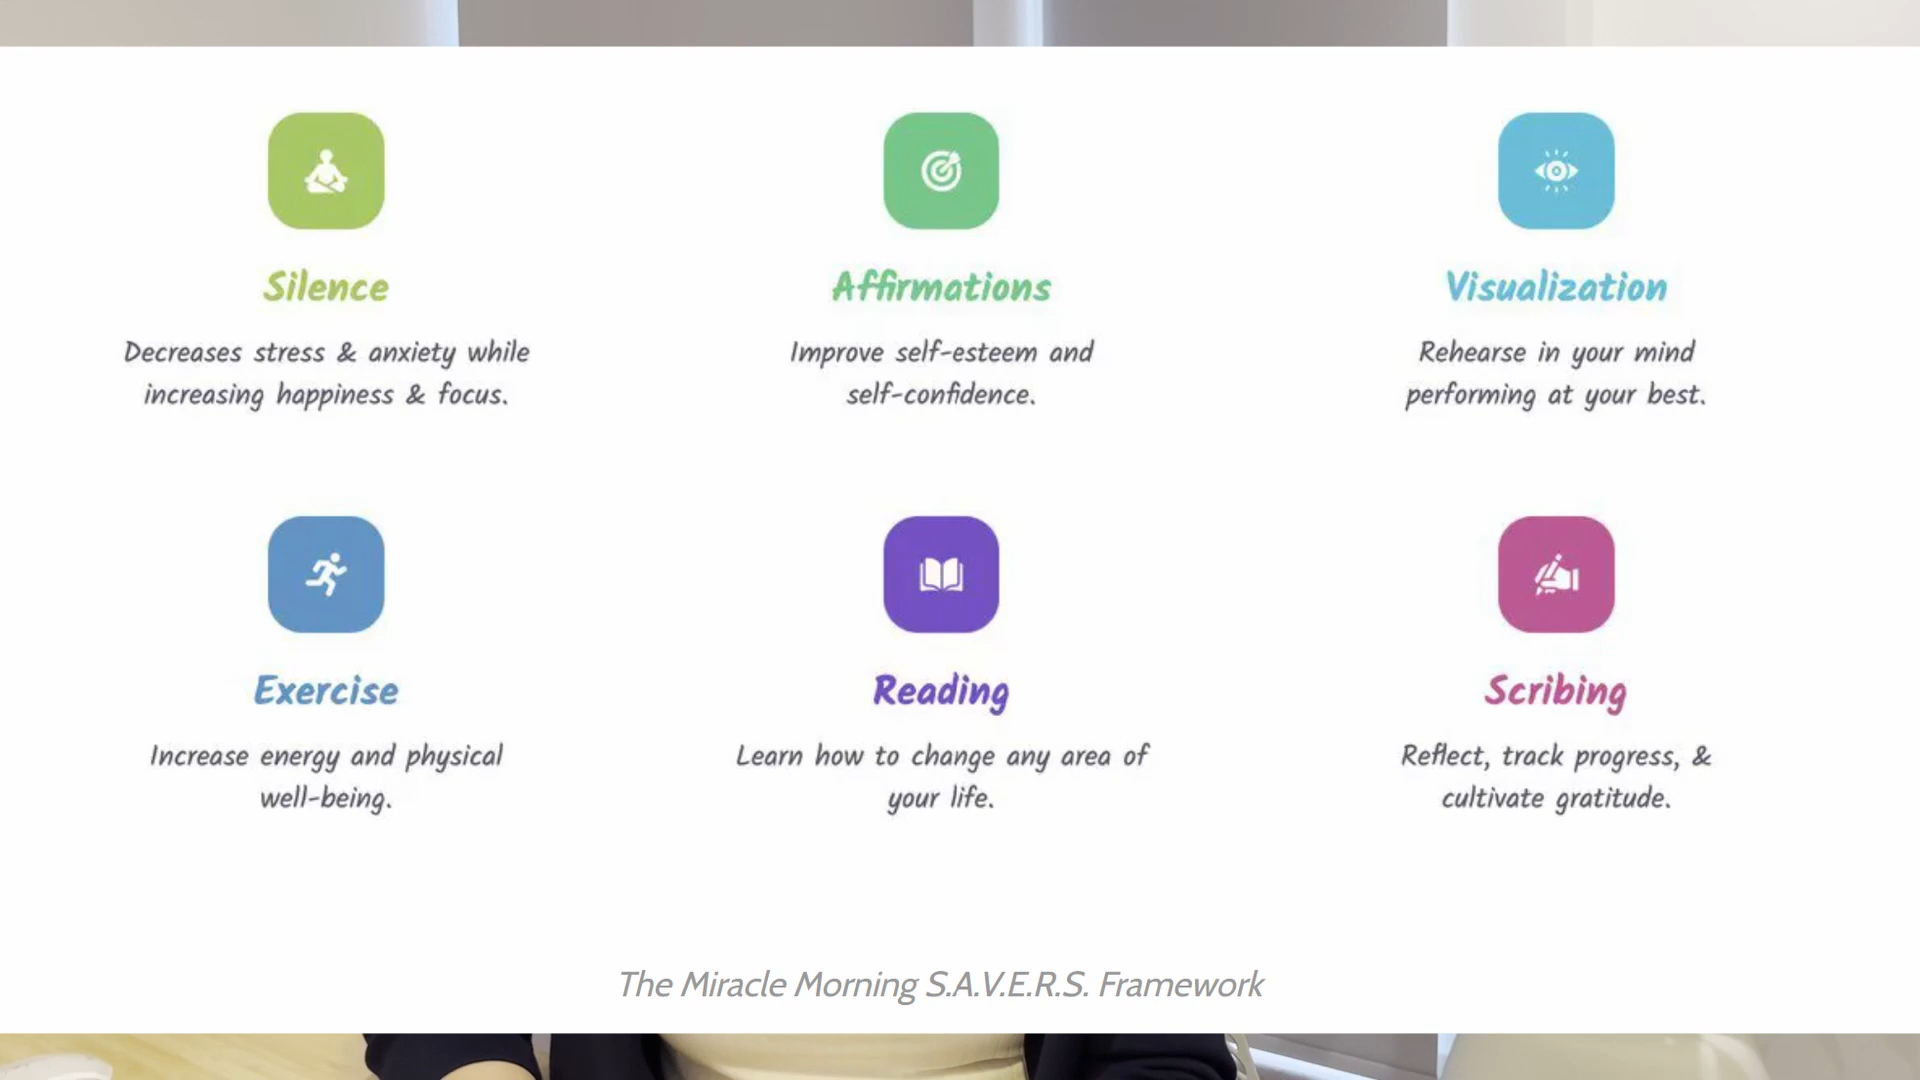 Silence
Decreases stress & anxiety while
increasing happiness & focus.
Affirmations
Improve self-esteem and
self-confidence.
Visualization
Rehearse in your mind
performing at your best.
Exercise
Increase energy and physical
well-being.
Reading
Learn how to change any area of
your life.
Scribing
Reflect, track progress, &
cultivate gratitude.
The Miracle Morning S.A.V.E.R.S. Framework